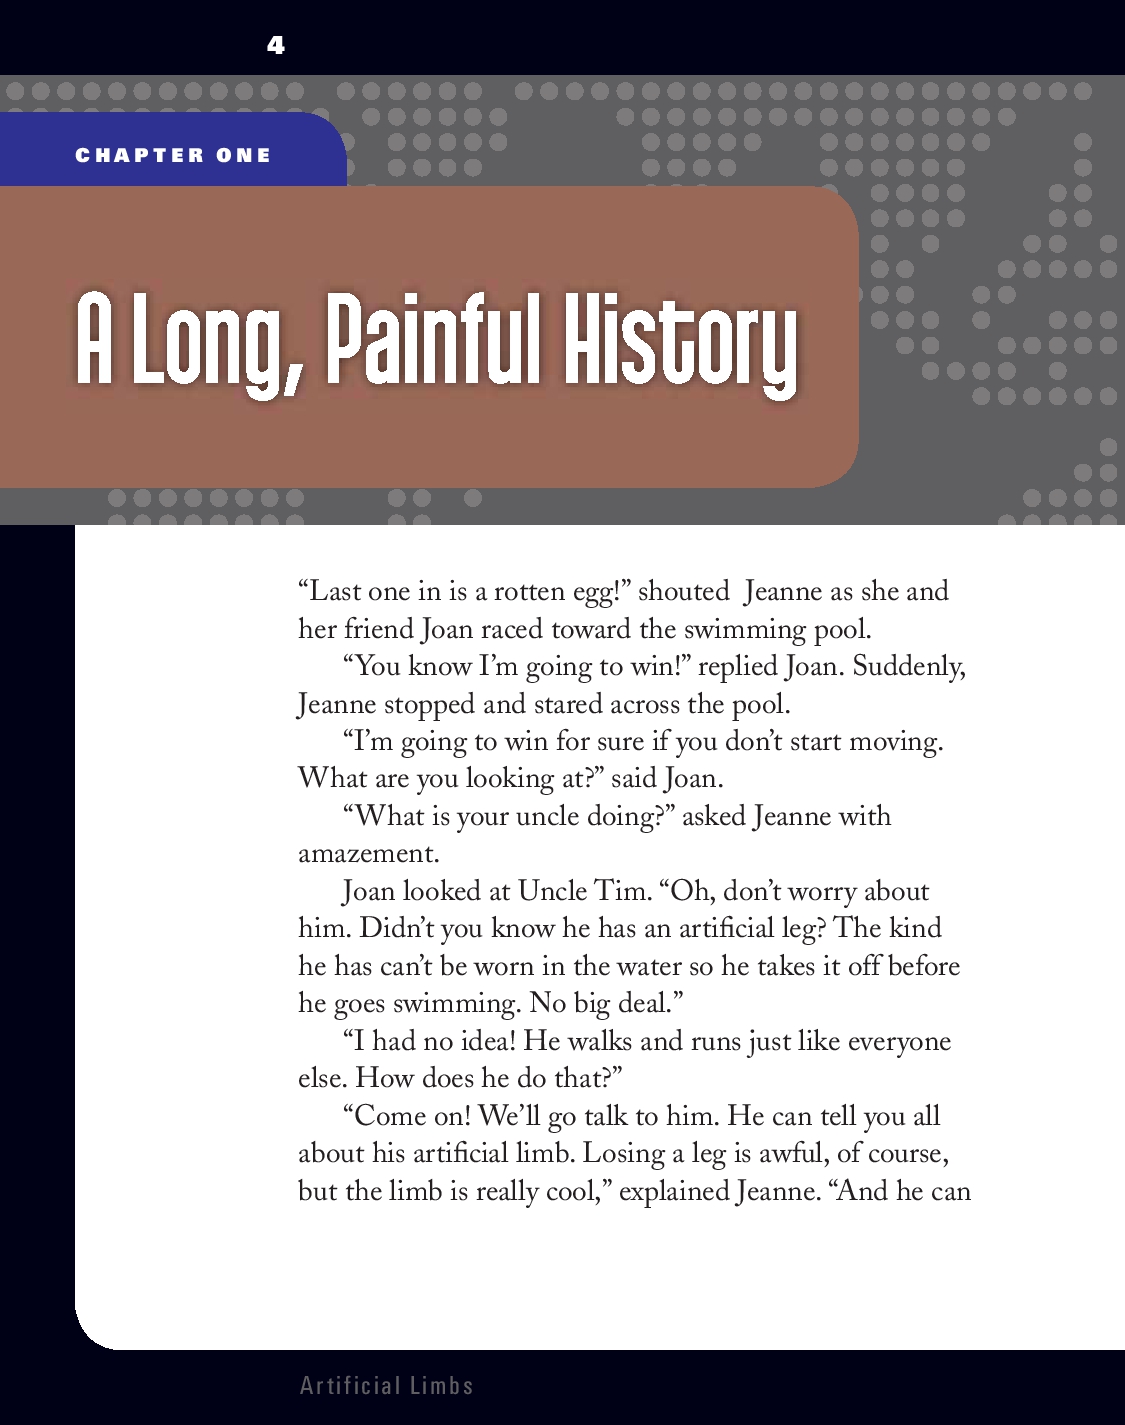 4
CHAPTER ONE
A Long, Painful History
“Last one in is a rotten egg!” shouted  Jeanne as she and
her friend Joan raced toward the swimming pool.
“You know I’m going to win!” replied Joan. Suddenly,
Jeanne stopped and stared across the pool.
“I’m going to win for sure if you don’t start moving.
What are you looking at?” said Joan.
“What is your uncle doing?” asked Jeanne with
amazement.
Joan looked at Uncle Tim. “Oh, don’t worry about
him. Didn’t you know he has an artificial leg? The kind
he has can’t be worn in the water so he takes it off before
he goes swimming. No big deal.”
“I had no idea! He walks and runs just like everyone
else. How does he do that?”
“Come on! We’ll go talk to him. He can tell you all
about his artificial limb. Losing a leg is awful, of course,
but the limb is really cool,” explained Jeanne. “And he can
Artificial Limbs